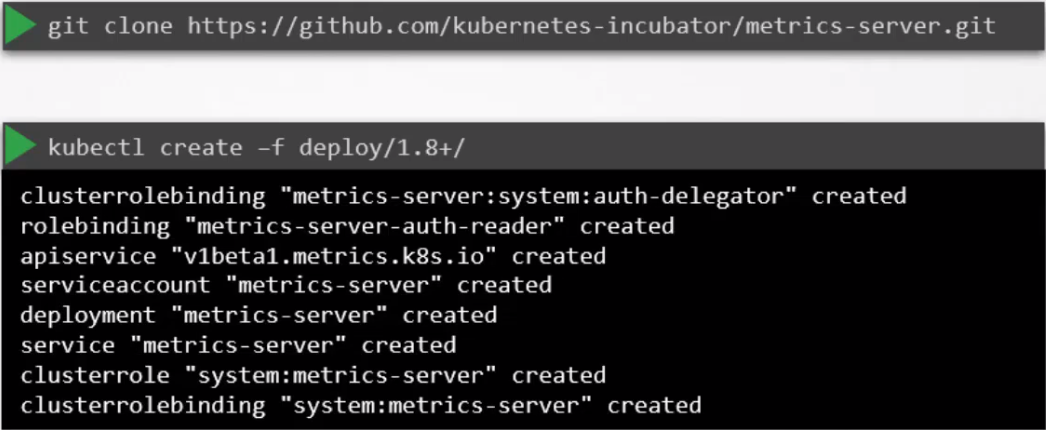 git clone https://github.com/kubernetes-incubator/metrics-server.git
kubectl create –f deploy/1.8+/
clusterrolebinding "metrics-server:system:auth-delegator" created
rolebinding "metrics-server-auth-reader" created
apiservice "v1beta1.metrics.k8s.io" created
serviceaccount "metrics-server" created
deployment "metrics-server" created
service "metrics-server" created
clusterrole "system:metrics-server" created
clusterrolebinding "system:metrics-server" created